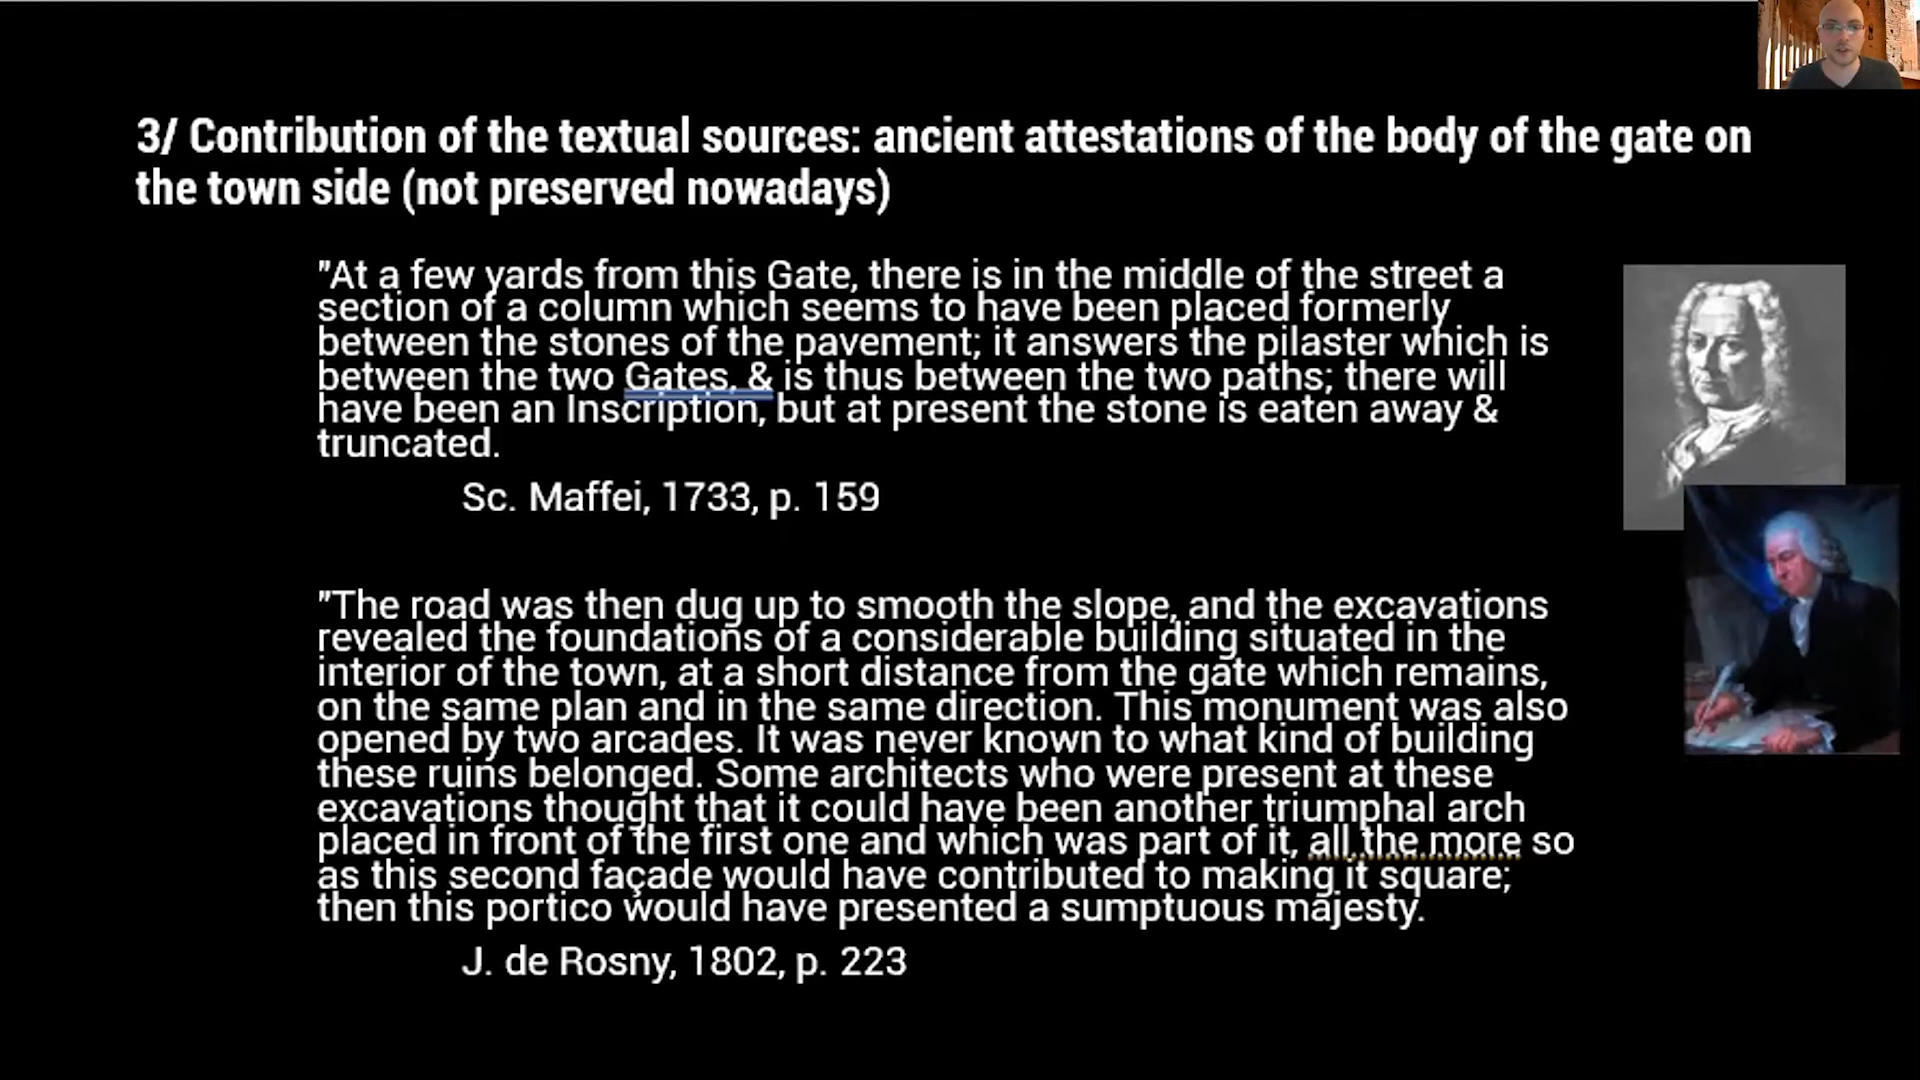 3/ Contribution of the textual sources: ancient attestations of the body of the gate on
the town side (not preserved nowadays)
"At a few yards from this Gate, there is in the middle of the street a
section of a column which seems to have been placed formerly
between the stones of the pavement; it answers the pilaster which is
between the two Gates, & is thus between the two paths; there will
have been an Inscription, but at present the stone is eaten away &
truncated.
Sc. Maffei, 1733, p. 159
"The road was then dug up to smooth the slope, and the excavations
revealed the foundations of a considerable building situated in the
interior of the town, at a short distance from the gate which remains,
on the same plan and in the same direction. This monument was also
opened by two arcades. It was never known to what kind of building
these ruins belonged. Some architects who were present at these
excavations thought that it could have been another triumphal arch
placed in front of the first one and which was part of it, all the more so
as this second façade would have contributed to making it square;
then this portico would have presented a sumptuous majesty.
J. de Rosny, 1802, p. 223